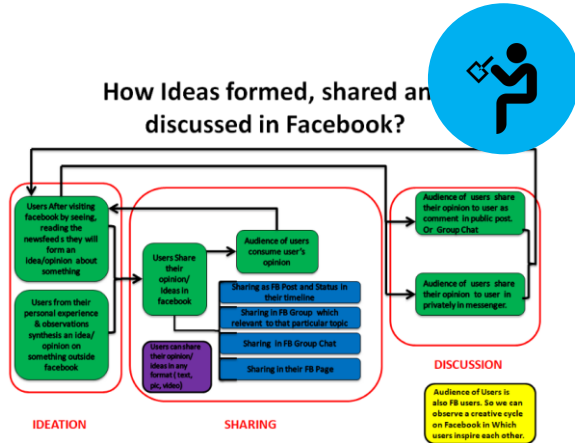 How Ideas formed, shared an
discussed in Facebook?
Users After visiting
facebook by seeing,
reading the
newsfeed s they will
form an
idea/opinion about
something
Users from their
personal experience
& observations
synthesis an idea/
opinion on
something outside
facebook
IDEATION
Users Share
their
opinion/
Ideas in
facebook
Audience of users
consume user's
opinion
Sharing as FB Post and Status in
their timeline
Sharing in FB Group which
relevant to that particular topic
Sharing in FB Group Chat
Sharing in their FB Page
Users can share
their opinion/
ideas in any
format ( text,
pic, video)
SHARING
Audience of users share
their opinion to user as
comment in public post.
Or Group Chat
Audience of users share
their opinion to user in
privately in messenger.
DISCUSSION
Audience of Users is
also FB users. So we can
observe a creative cycle
on Facebook in Which
users inspire each other.